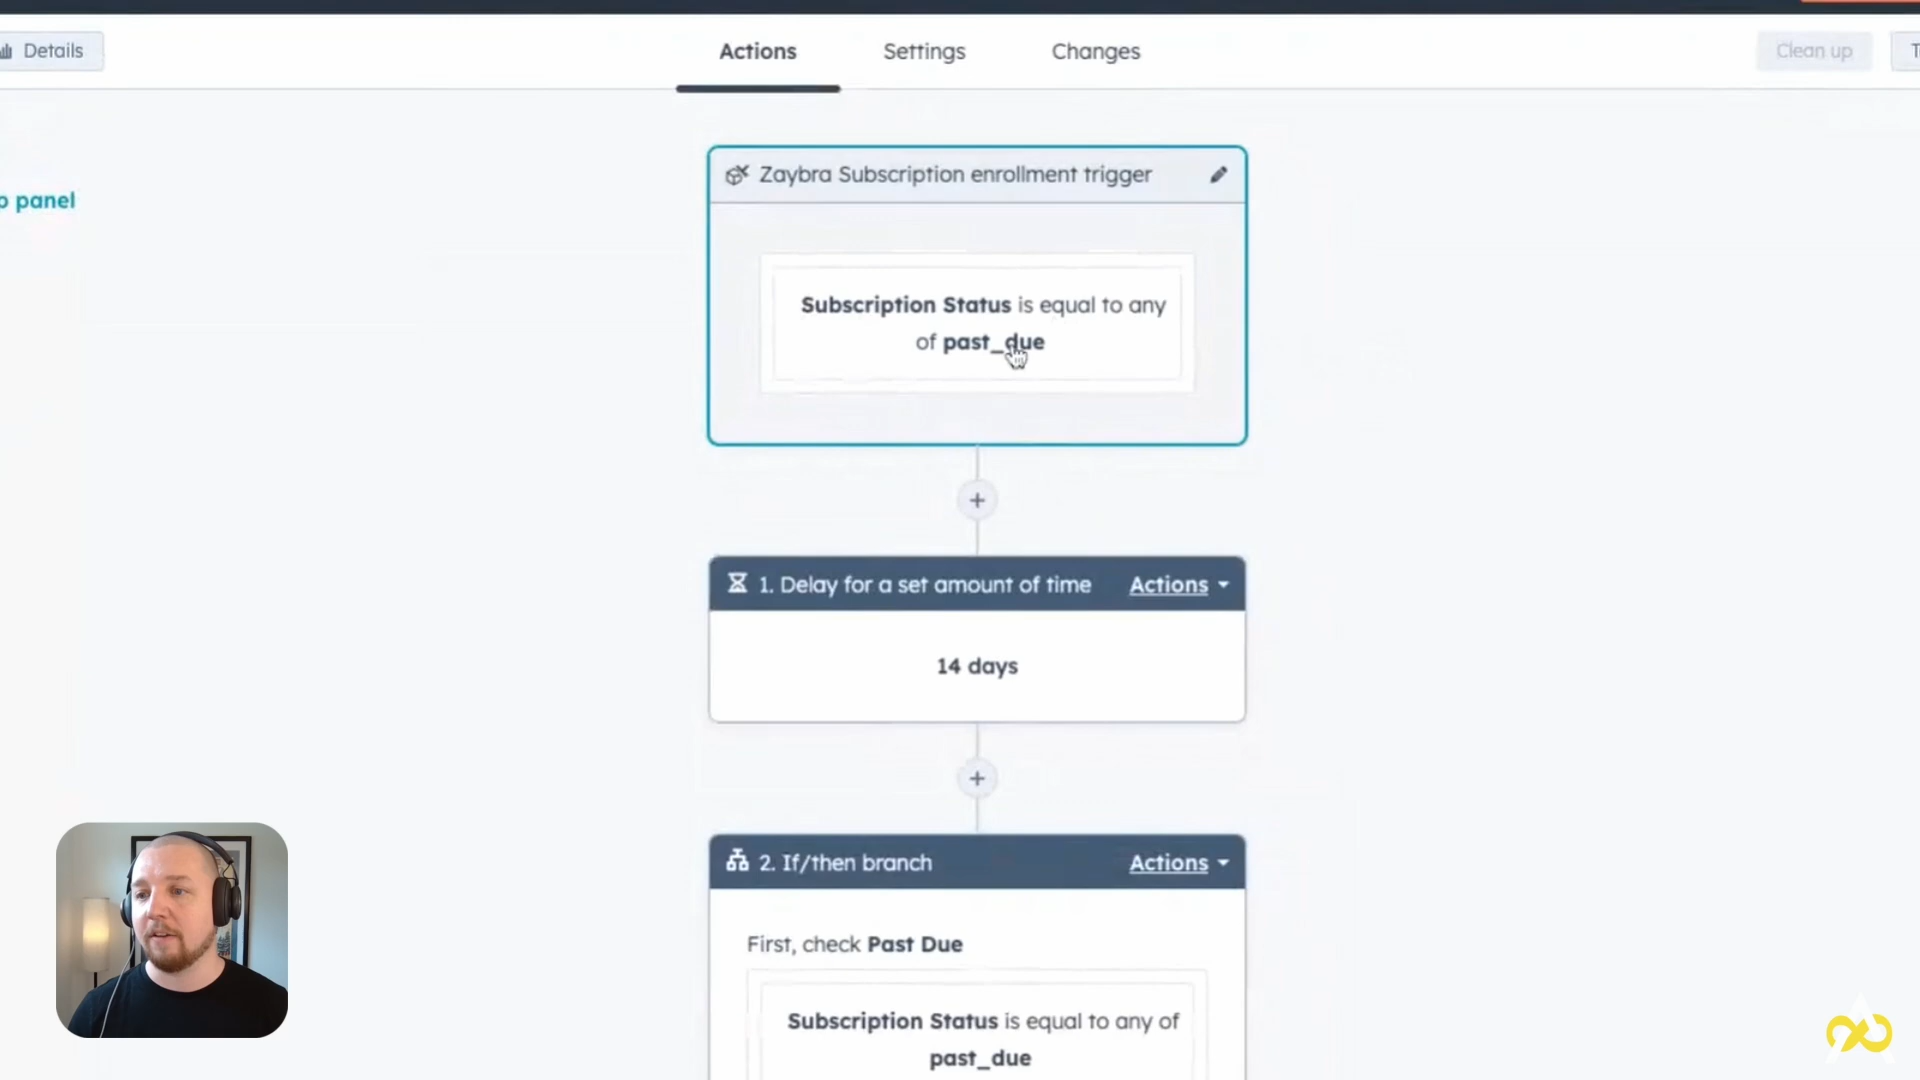 Details
Actions
Settings
Changes
Clean up
panel
Zaybra Subscription enrollment trigger
Subscription Status is equal to any
of past_due
+
1. Delay for a set amount of time
Actions
14 days
+
2. If/then branch
Actions
First, check Past Due
Subscription Status is equal to any of
past_due